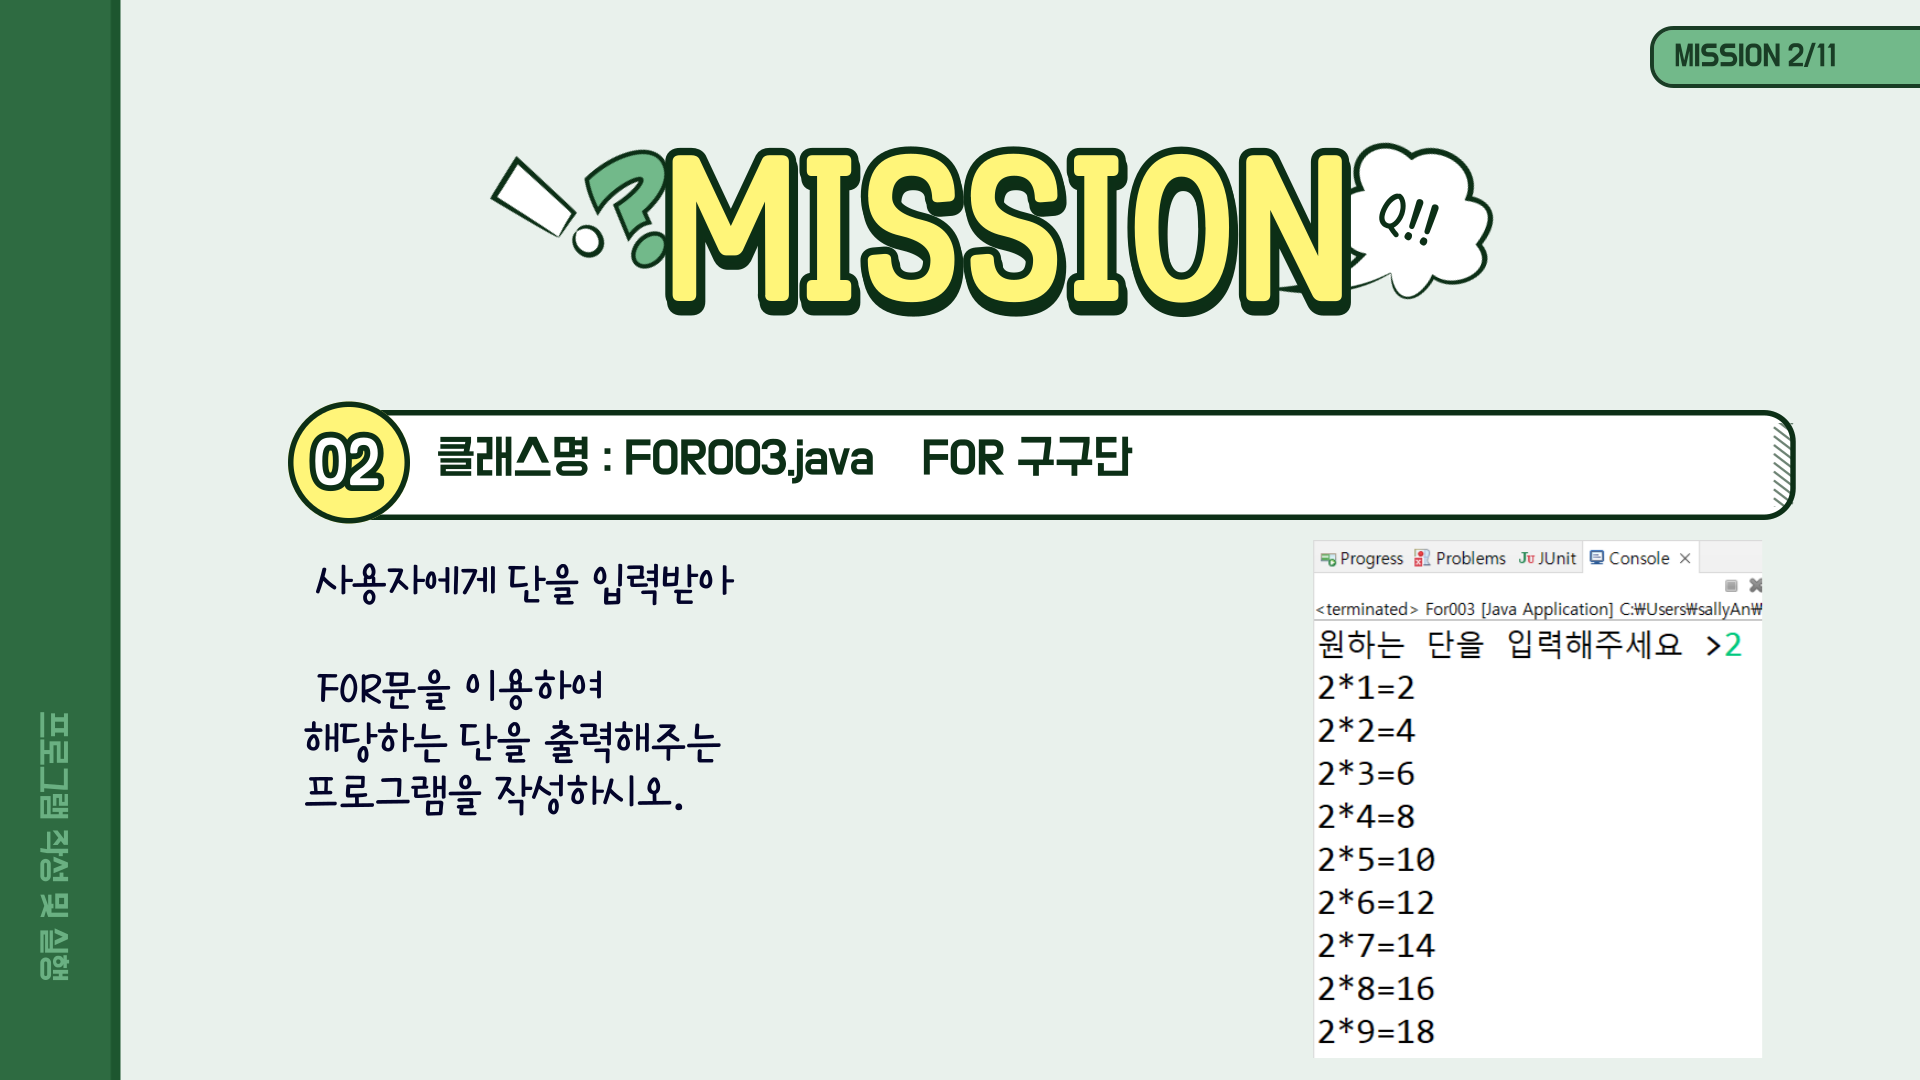 MISSION 2/11
MISSION
Q!!
02
클래스명 : FOR003.java FOR 구구단
사용자에게 단을 입력받아
FOR문을 이용하여
해당하는 단을 출력해주는
프로그램을 작성하시오.
Progress Problems JUnit Console
<terminated> For003 [Java Application] C:₩Users₩sallyAn₩
원하는 단을 입력해주세요 >2
2*1=2
2*2=4
2*3=6
2*4=8
2*5=10
2*6=12
2*7=14
2*8=16
2*9=18
프로그램 작성 및 실행